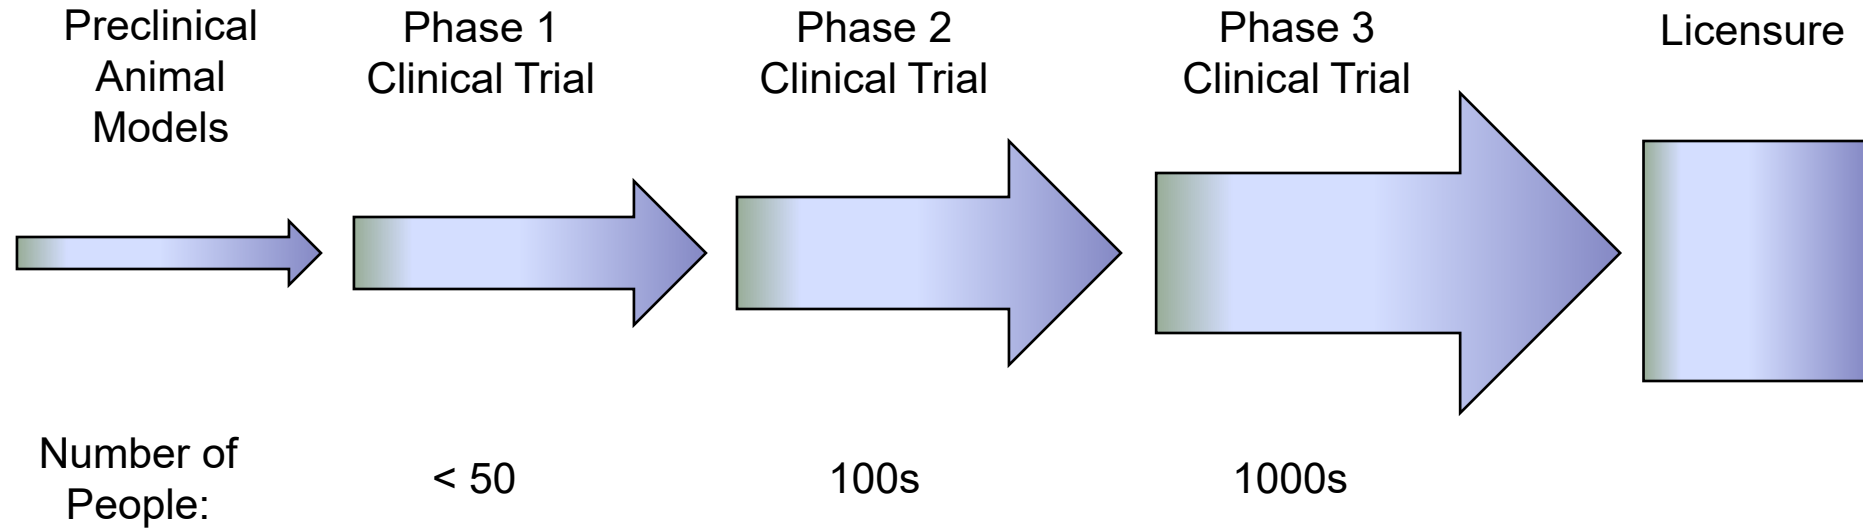 Preclinical
Animal
Models
Phase 1
Clinical Trial
Phase 2
Clinical Trial
Phase 3
Clinical Trial
Licensure
Number of
People:
< 50
100s
1000s